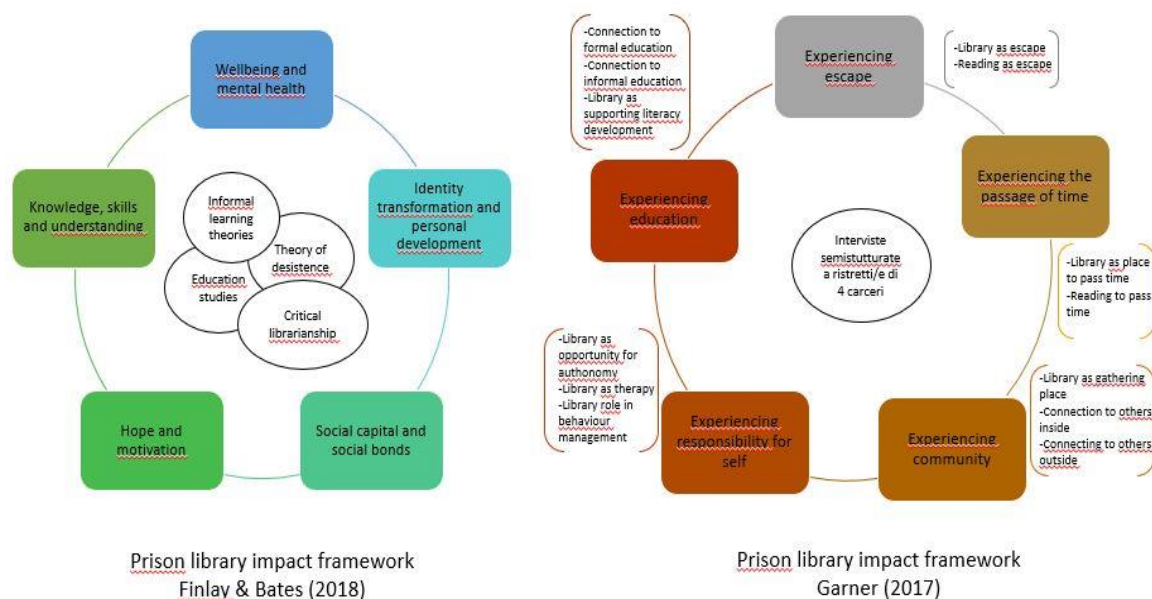 Wellbeing and
mental health
Identity
transformation and
personal
development
Social capital and
social bonds
Hope and
motivation
Knowledge, skills
and understanding
Informal
learning
theories
Theory of
desistence
Education
studies
Critical
librarianship
Prison library impact framework
Finlay & Bates (2018)
Experiencing
escape
-Library as escape
-Reading as escape
Experiencing the
passage of time
-Library as place
to pass time
-Reading to pass
time
Experiencing
community
-Library as gathering
place
-Connection to others
inside
-Connecting to others
outside
Experiencing
responsibility for
self
-Library as
opportunity for
authonomy
-Library as therapy
-Library role in
behaviour
management
Experiencing
education
-Connection to
formal education
-Connection to
informal education
-Library as
supporting literacy
development
Interviste
semistutturate
a ristretti/e di
4 carceri
Prison library impact framework
Garner (2017)